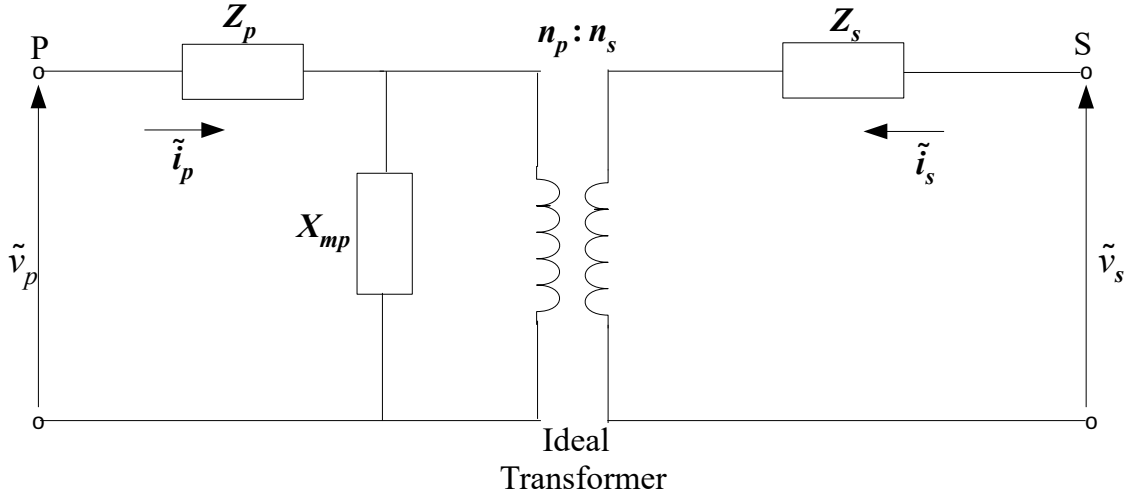 Z_p
n_p : n_s
Z_s
P
S
ĩ_p
ĩ_s
X_mp
ṽ_p
ṽ_s
Ideal
Transformer